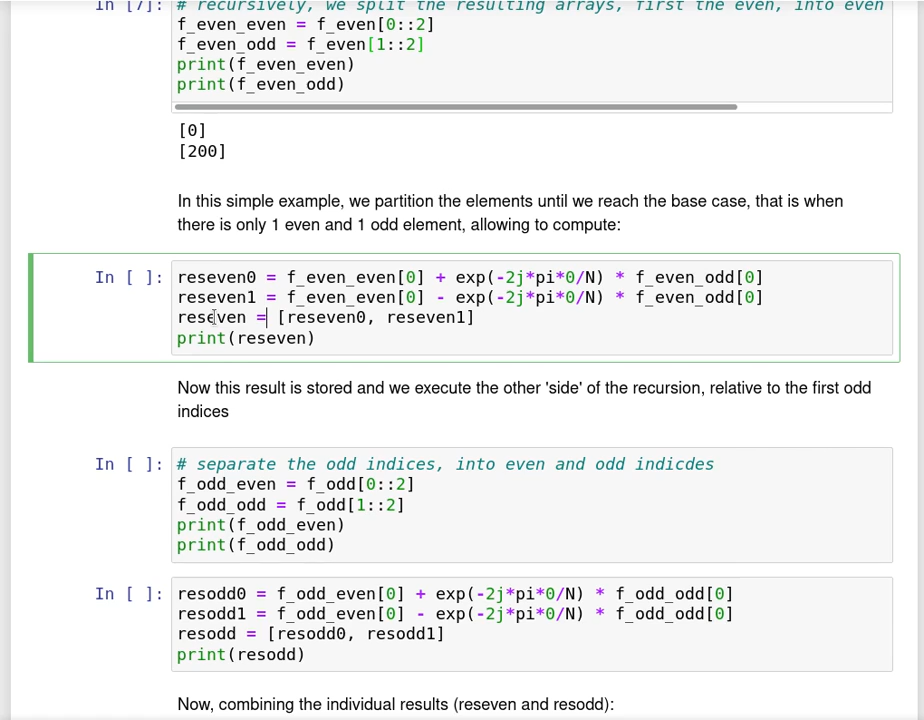 In [7]: # recursively, we split the resulting arrays, first the even, into even
f_even_even = f_even[0::2]
f_even_odd = f_even[1::2]
print(f_even_even)
print(f_even_odd)
[0]
[200]
In this simple example, we partition the elements until we reach the base case, that is when
there is only 1 even and 1 odd element, allowing to compute:
In [ ]: reseven0 = f_even_even[0] + exp(-2j*pi*0/N) * f_even_odd[0]
reseven1 = f_even_even[0] - exp(-2j*pi*0/N) * f_even_odd[0]
reseven = [reseven0, reseven1]
print(reseven)
Now this result is stored and we execute the other 'side' of the recursion, relative to the first odd
indices
In [ ]: # separate the odd indices, into even and odd indicdes
f_odd_even = f_odd[0::2]
f_odd_odd = f_odd[1::2]
print(f_odd_even)
print(f_odd_odd)
In [ ]: resodd0 = f_odd_even[0] + exp(-2j*pi*0/N) * f_odd_odd[0]
resodd1 = f_odd_even[0] - exp(-2j*pi*0/N) * f_odd_odd[0]
resodd = [resodd0, resodd1]
print(resodd)
Now, combining the individual results (reseven and resodd):